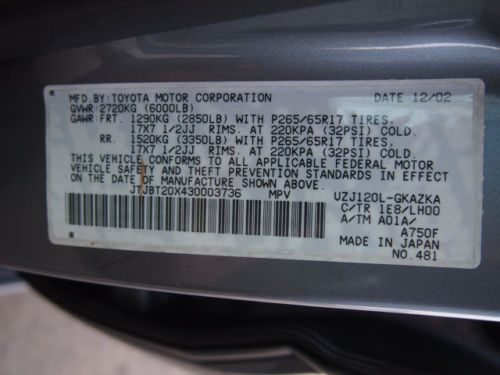 MFD. BY: TOYOTA MOTOR CORPORATION DATE 12/02
GVWR: 2720KG (6000LB)
GAWR: FRT. 1290KG (2850LB) WITH P265/65R17 TIRES,
17X7 1/2JJ RIMS, AT 220KPA (32PSI) COLD.
RR. 1520KG (3350LB) WITH P265/65R17 TIRES,
17X7 1/2JJ RIMS, AT 220KPA (32PSI) COLD.
THIS VEHICLE CONFORMS TO ALL APPLICABLE FEDERAL MOTOR
VEHICLE SAFETY AND THEFT PREVENTION STANDARDS IN EFFECT
ON THE DATE OF MANUFACTURE SHOWN ABOVE.
JTJBT20X430003736 MPV UZJ120L-GKAZKA
C/TR 1E8/LH00
A/TM A01A/
A750F
MADE IN JAPAN
NO.481